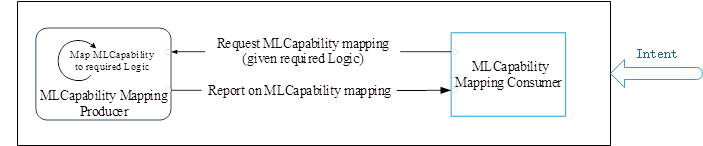 Map MLCapability
to required Logic
MLCapability Mapping
Producer
Request MLCapability mapping
(given required Logic)
Report on MLCapability mapping
MLCapability
Mapping Consumer
Intent